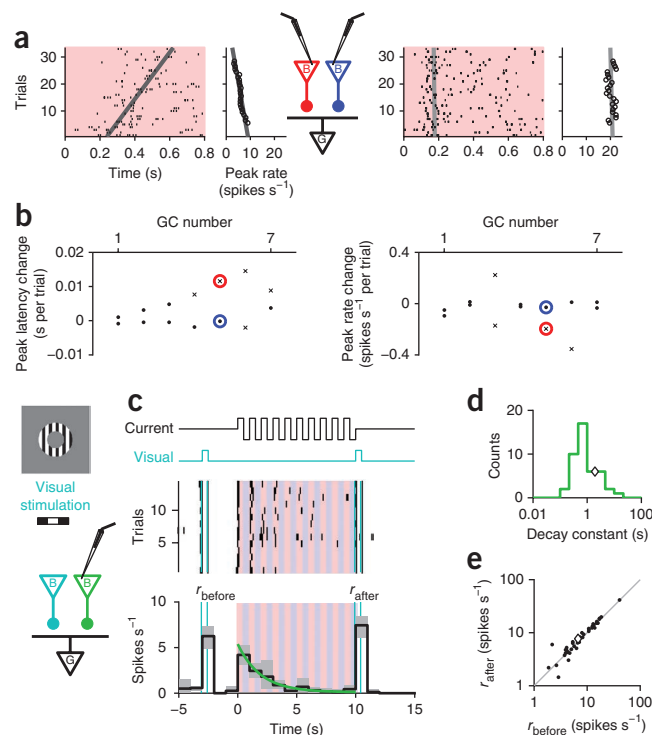 a
Trials
30
20
10
0 0.2 0.4 0.6 0.8
Time (s)
0 10 20
Peak rate
(spikes s⁻¹)
B B
G
30
20
10
0 0.2 0.4 0.6 0.8
0 20
b
GC number
1 7
Peak latency change
(s per trial)
0.02
0.01
0
−0.01
GC number
1 7
Peak rate change
(spikes s⁻¹ per trial)
0.4
0
−0.4
Visual
stimulation
B B
G
c
Current
Visual
Trials
10
5
r before
r after
Spikes s⁻¹
10
5
0
−5 0 5 10 15
Time (s)
d
Counts
20
10
0
0.01 1 100
Decay constant (s)
e
r after (spikes s⁻¹)
100
10
1
1 10 100
r before (spikes s⁻¹)